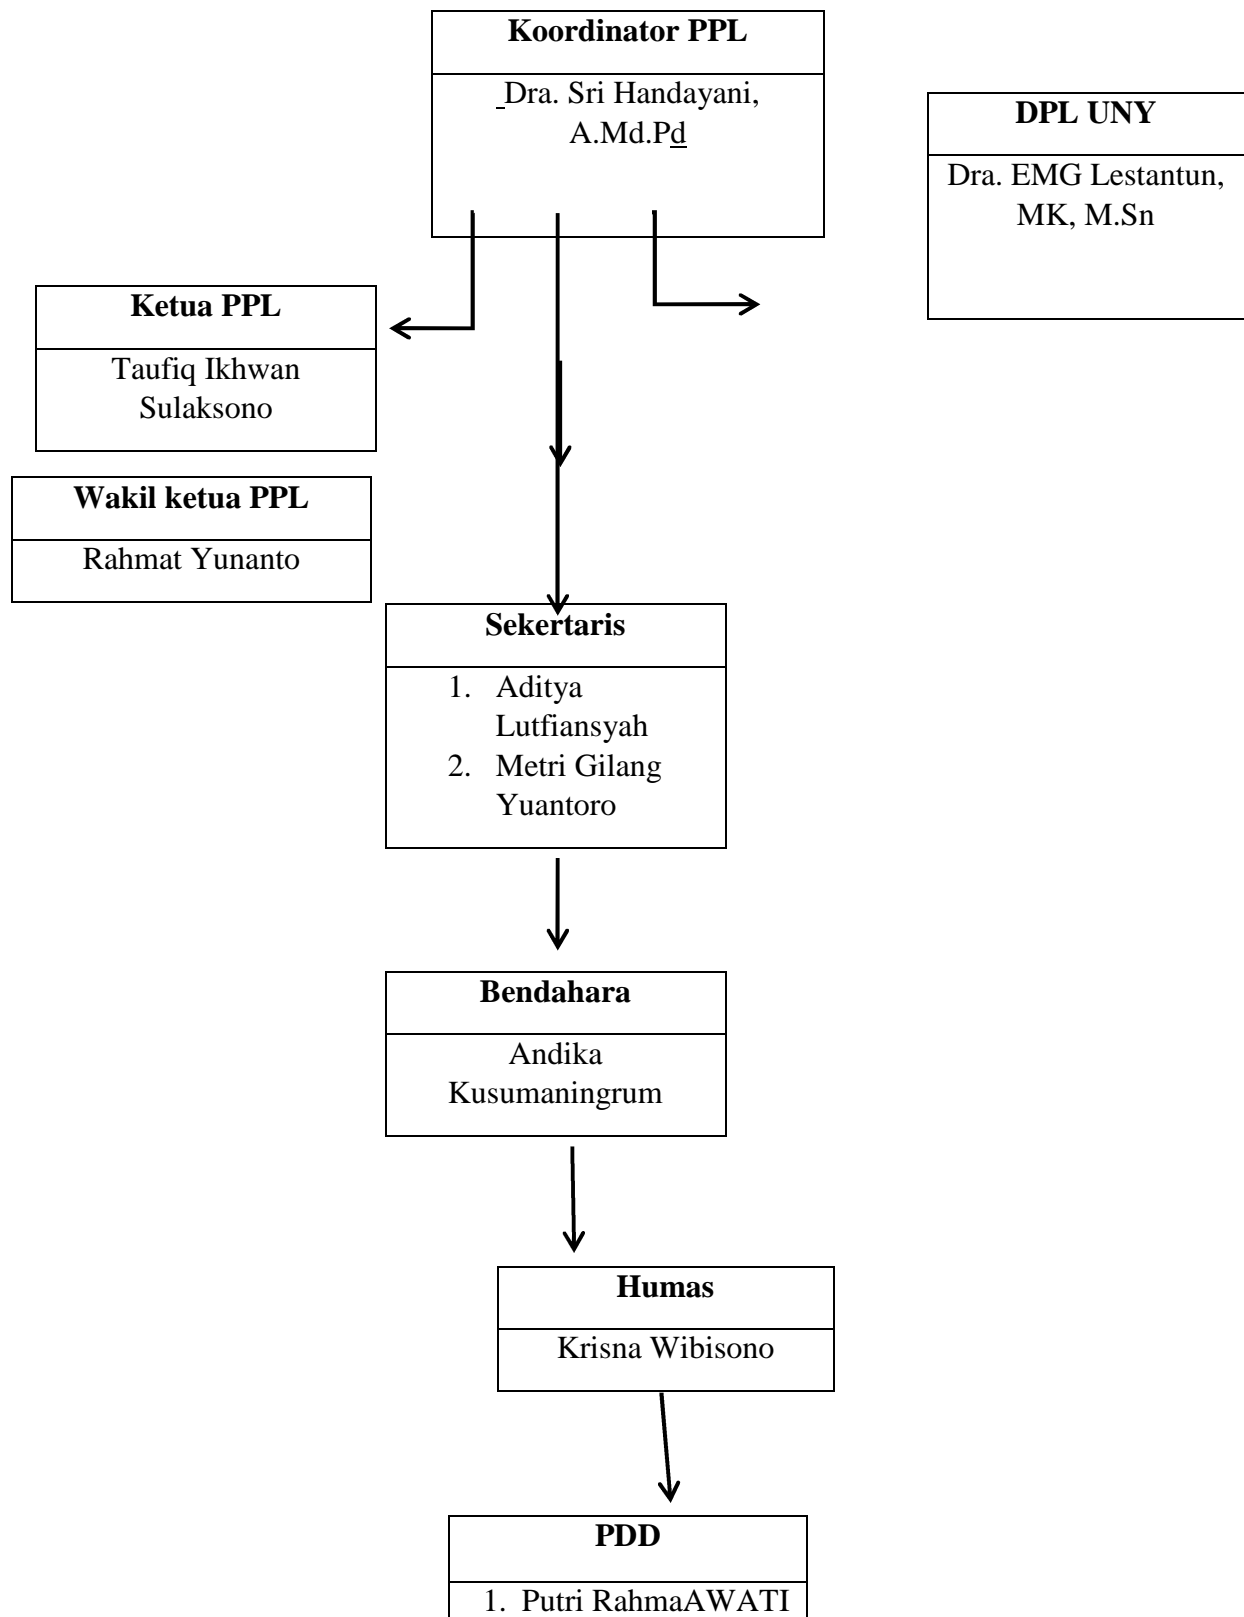 Koordinator PPL
Dra. Sri Handayani,
A.Md.Pd
DPL UNY
Dra. EMG Lestantun,
MK, M.Sn
Ketua PPL
Taufiq Ikhwan
Sulaksono
Wakil ketua PPL
Rahmat Yunanto
Sekertaris
1. Aditya
Lutfiansyah
2. Metri Gilang
Yuantoro
Bendahara
Andika
Kusumaningrum
Humas
Krisna Wibisono
PDD
1. Putri RahmaAWATI